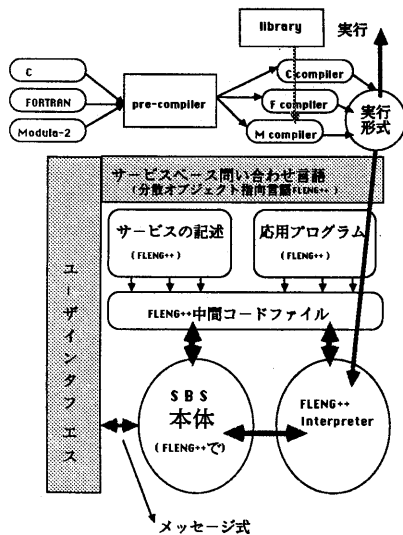 library
実行
C
FORTRAN
Modula-2
pre-compiler
C compiler
F compiler
M compiler
実行
形式
サービスベース問い合わせ言語
(分散オブジェクト指向言語FLENG++)
サービスの記述
(FLENG++)
応用プログラム
(FLENG++)
FLENG++中間コードファイル
ユーザインタフエス
SBS
本体
(FLENG++で)
FLENG++
Interpreter
メッセージ式